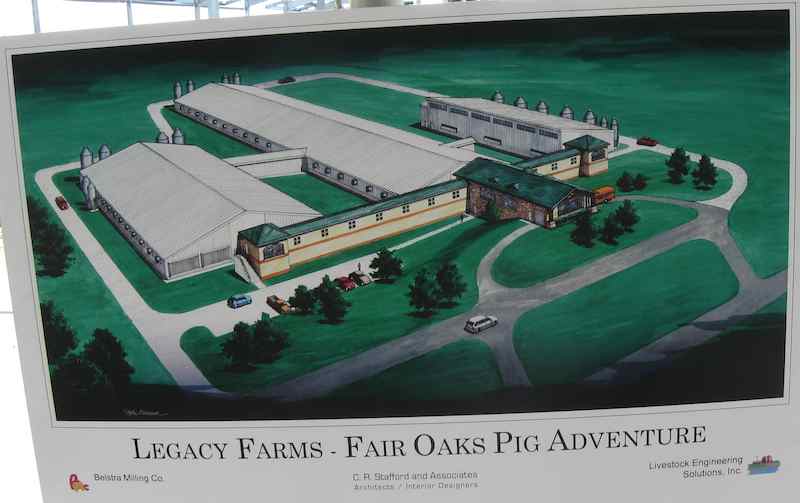 LEGACY FARMS - FAIR OAKS PIG ADVENTURE
Belstra Milling Co.
C. R. Stafford and Associates
Architects / Interior Designers
Livestock Engineering
Solutions, Inc.